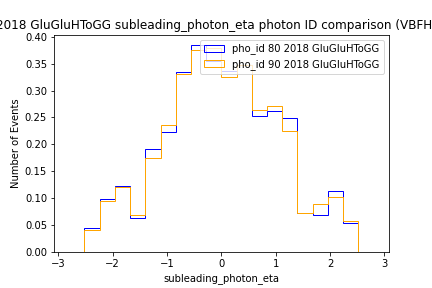 2018 GluGluHToGG subleading_photon_eta photon ID comparison (VBFH
pho_id 80 2018 GluGluHToGG
pho_id 90 2018 GluGluHToGG
Number of Events
0.40
0.35
0.30
0.25
0.20
0.15
0.10
0.05
0.00
−3 −2 −1 0 1 2 3
subleading_photon_eta